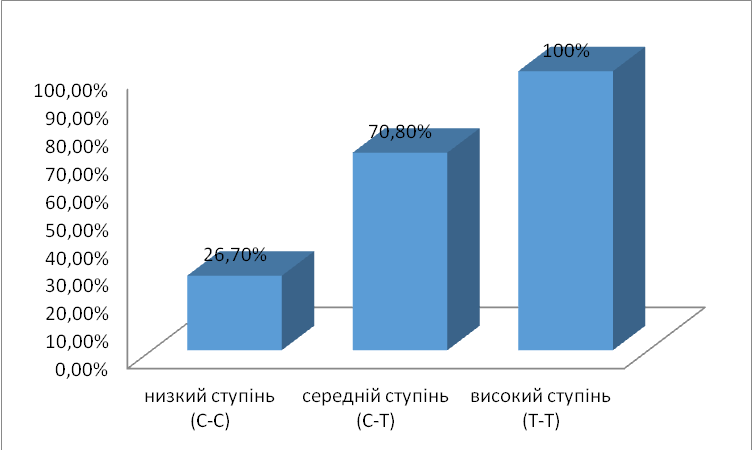 100%
100,00%
90,00%
80,00%
70,80%
70,00%
60,00%
50,00%
40,00%
26,70%
30,00%
20,00%
10,00%
0,00%
низкий ступінь
(С-С)
середній ступінь
(С-Т)
високий ступінь
(Т-Т)